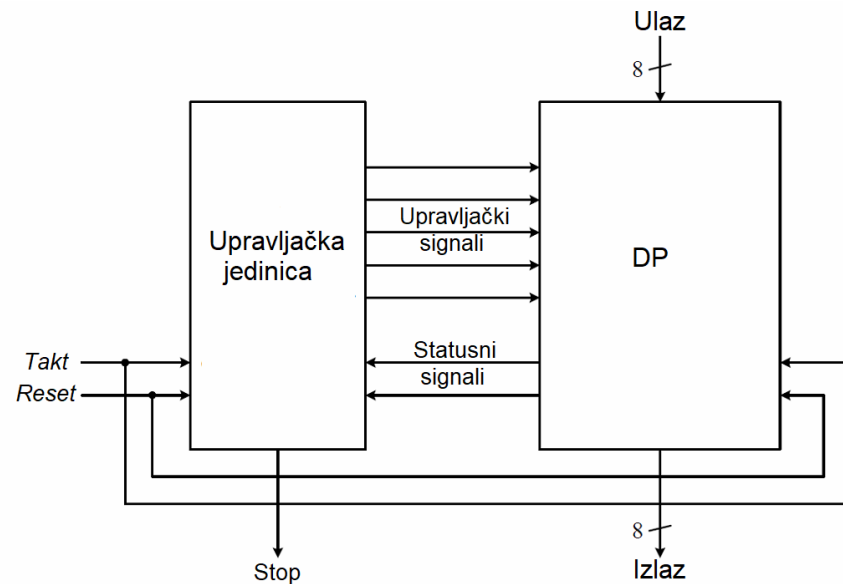 Ulaz
8
Upravljačka
jedinica
Upravljački
signali
DP
Takt
Reset
Statusni
signali
8
Stop
Izlaz